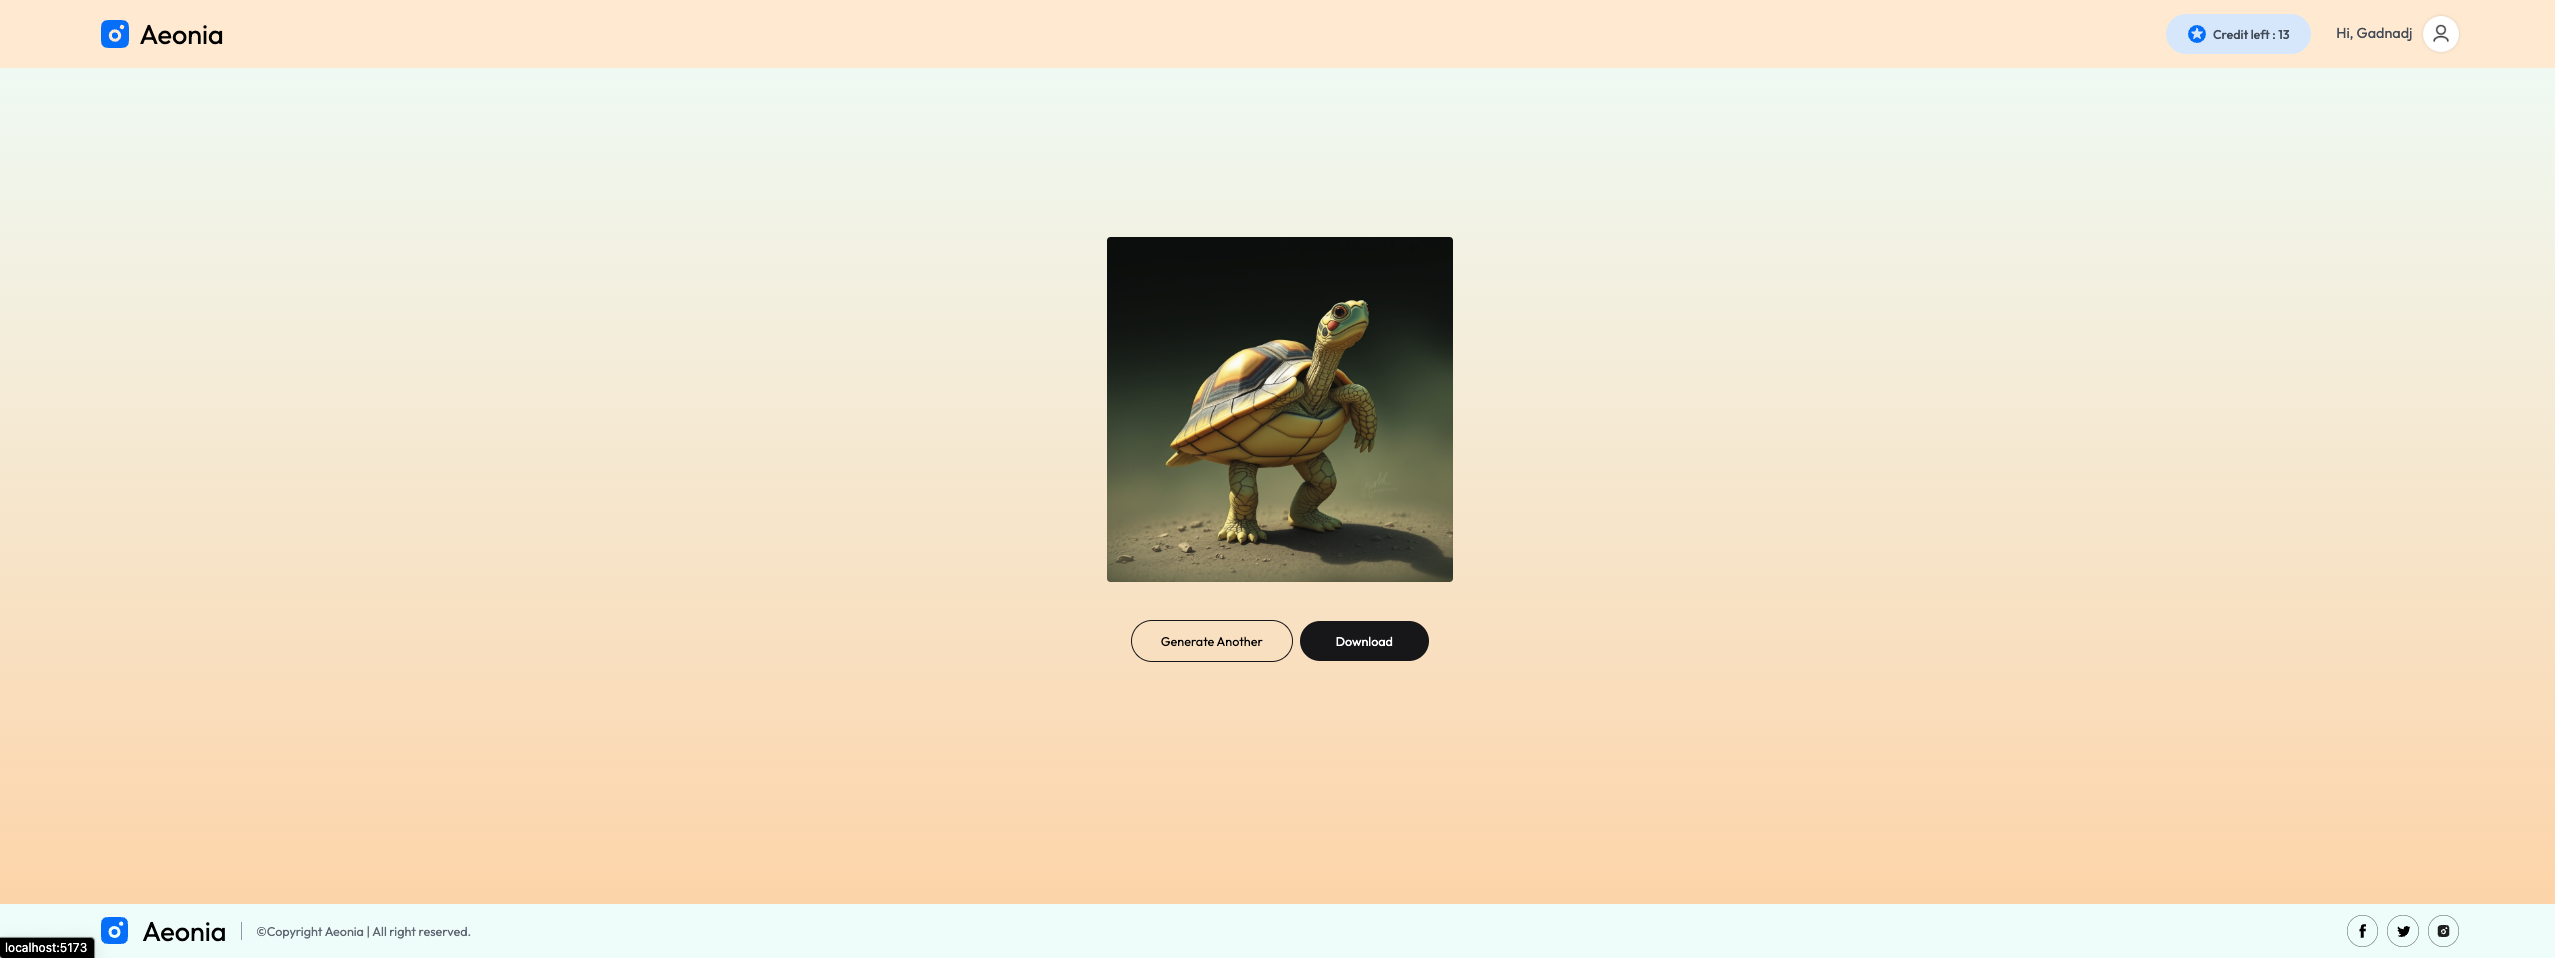 Aeonia
Credit left : 13
Hi, Gadnadj
Generate Another
Download
Aeonia
©Copyright Aeonia | All right reserved.
localhost:5173